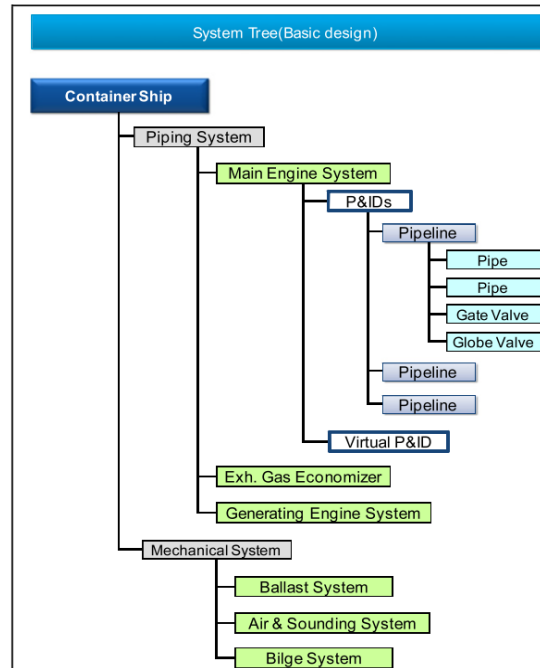 System Tree(Basic design)
Container Ship
Piping System
Main Engine System
P&IDs
Pipeline
Pipe
Pipe
Gate Valve
Globe Valve
Pipeline
Pipeline
Virtual P&ID
Exh. Gas Economizer
Generating Engine System
Mechanical System
Ballast System
Air & Sounding System
Bilge System